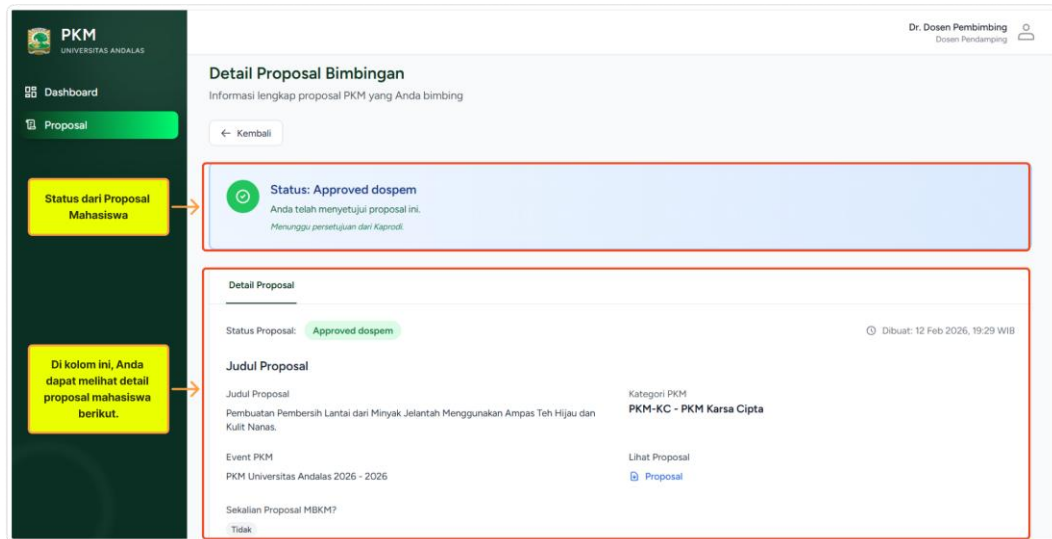 PKM
UNIVERSITAS ANDALAS
Dr. Dosen Pembimbing
Dosen Pendamping
Dashboard
Proposal
Detail Proposal Bimbingan
Informasi lengkap proposal PKM yang Anda bimbing
← Kembali
Status dari Proposal
Mahasiswa
Status: Approved dospem
Anda telah menyetujui proposal ini.
Menunggu persetujuan dari Kaprodi.
Detail Proposal
Status Proposal: Approved dospem
Dibuat: 12 Feb 2026, 19:29 WIB
Di kolom ini, Anda
dapat melihat detail
proposal mahasiswa
berikut.
Judul Proposal
Judul Proposal
Pembuatan Pembersih Lantai dari Minyak Jelantah Menggunakan Ampas Teh Hijau dan
Kulit Nanas.
Kategori PKM
PKM-KC - PKM Karsa Cipta
Event PKM
PKM Universitas Andalas 2026 - 2026
Lihat Proposal
Proposal
Sekalian Proposal MBKM?
Tidak